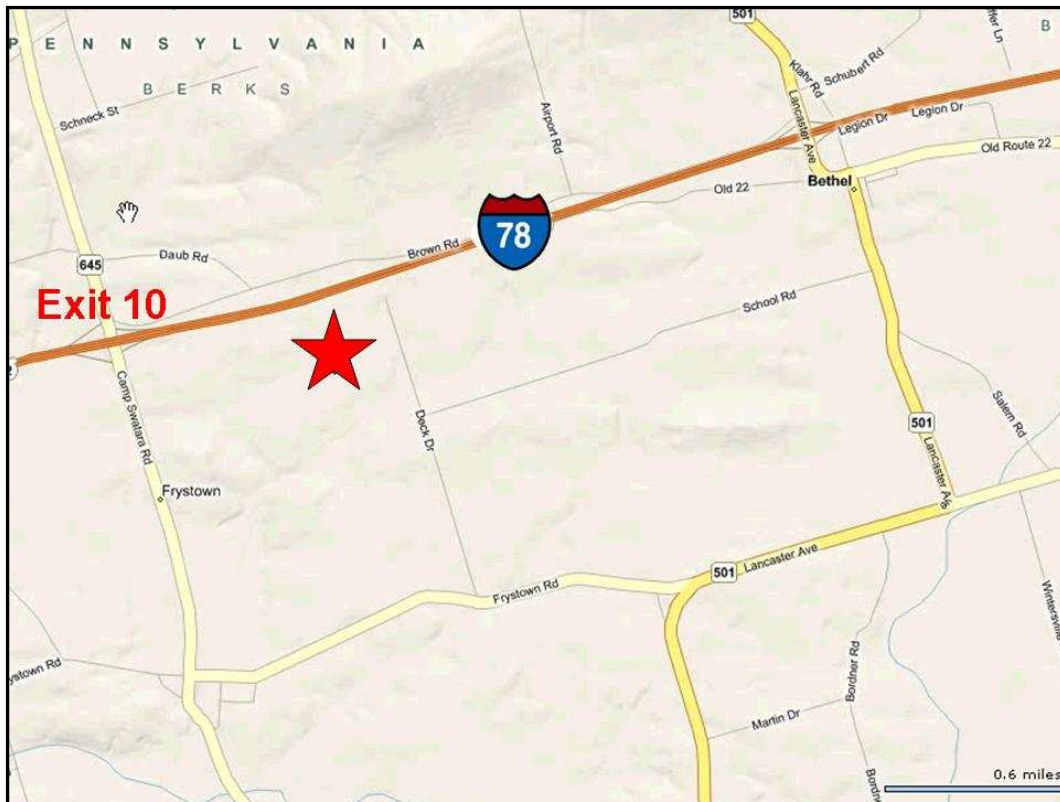 501
PENNSYLVANIA
BERKS
Schneck St
Airport Rd
Klahr Rd
Schubert Rd
Lancaster Ave
Legion Dr
Legion Dr
Old Route 22
Old 22
Bethel
78
645
Daub Rd
Brown Rd
Exit 10
School Rd
Camp Swatara Rd
Deck Dr
501
Salem Rd
Lancaster Ave
Frystown
501
Lancaster Ave
Frystown Rd
Bordner Rd
Martin Dr
0.6 miles